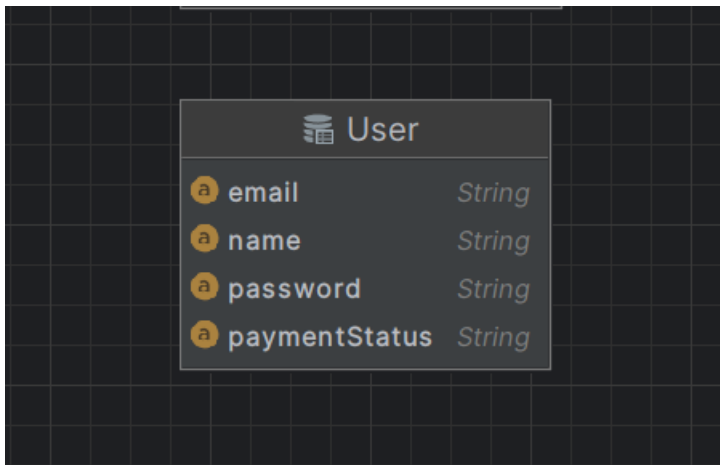 User
a email String
a name String
a password String
a paymentStatus String